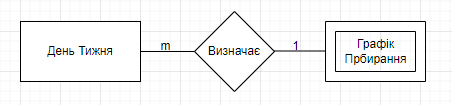 День Тижня
m
Визначає
1
Графік
Прбирання